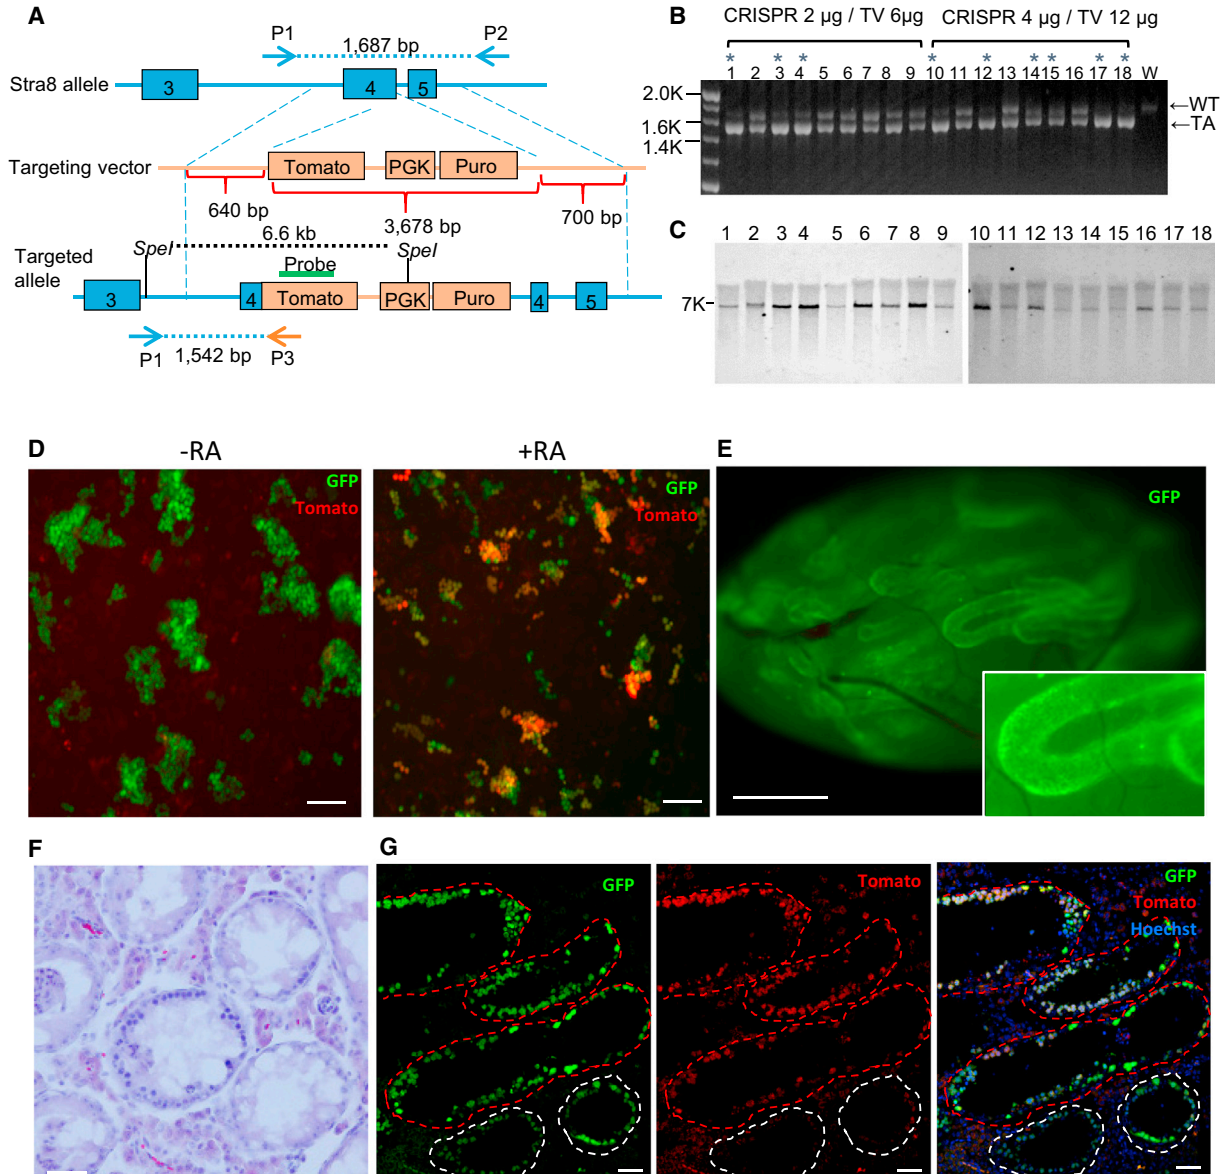 A
P1 1,687 bp P2
Stra8 allele 3 4 5
Targeting vector Tomato PGK Puro
640 bp 3,678 bp 700 bp
SpeI 6.6 kb SpeI
Targeted allele
Probe
3 4 Tomato PGK Puro 4 5
P1 1,542 bp P3
B
CRISPR 2 µg / TV 6µg CRISPR 4 µg / TV 12 µg
* * * * * * * * *
1 2 3 4 5 6 7 8 9 10 11 12 13 14 15 16 17 18 W
2.0K
1.6K
1.4K
←WT
←TA
C
1 2 3 4 5 6 7 8 9 10 11 12 13 14 15 16 17 18
7K
D
-RA +RA
GFP
Tomato
GFP
Tomato
E
GFP
F
G
GFP
Tomato
GFP
Tomato
Hoechst